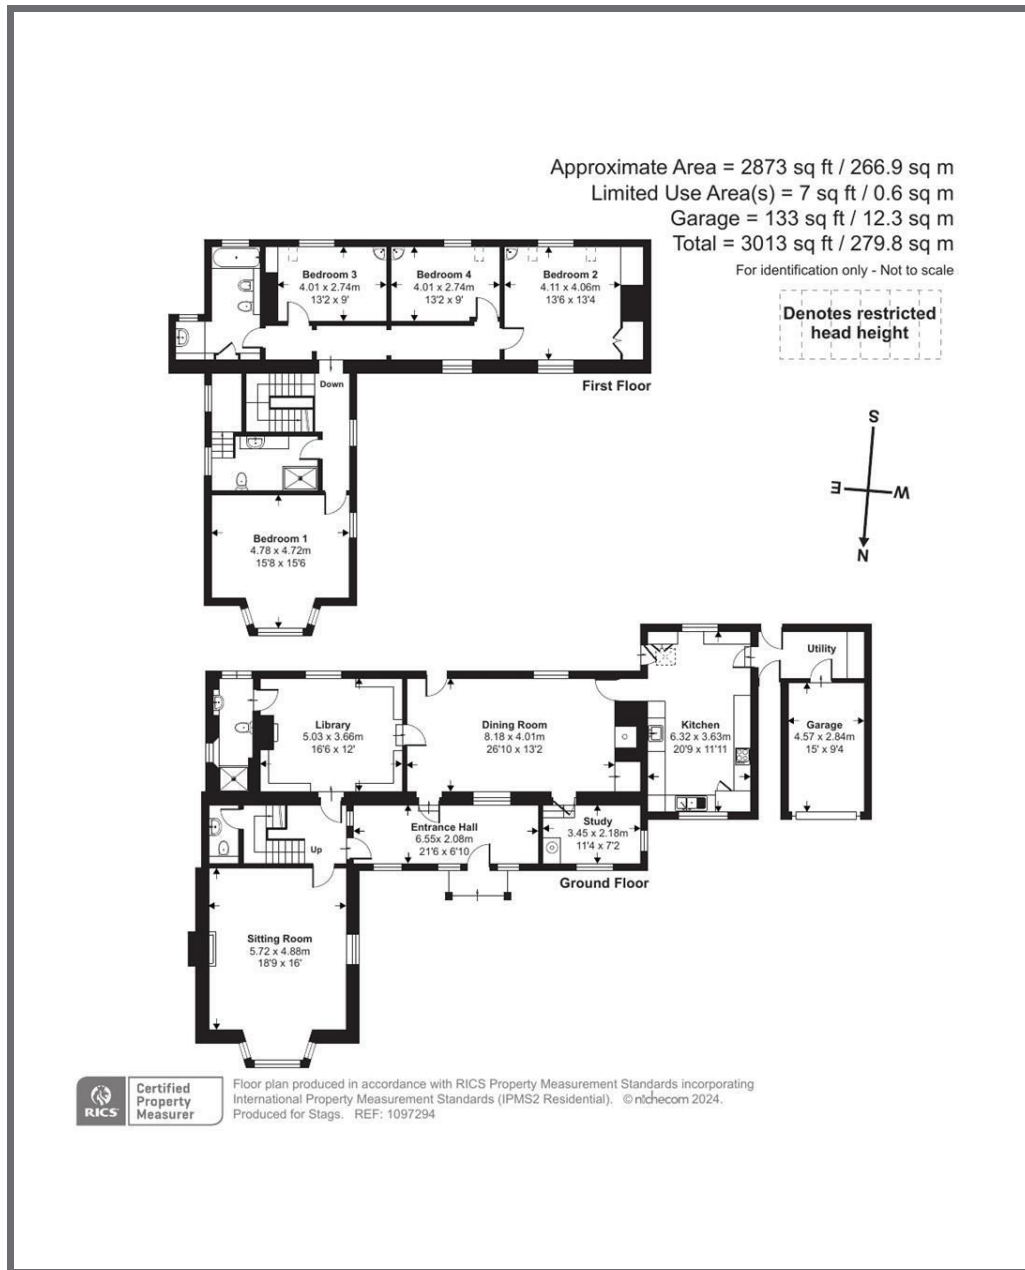 Approximate Area = 2873 sq ft / 266.9 sq m
Limited Use Area(s) = 7 sq ft / 0.6 sq m
Garage = 133 sq ft / 12.3 sq m
Total = 3013 sq ft / 279.8 sq m
For identification only - Not to scale
Denotes restricted
head height
Bedroom 3
4.01 x 2.74m
13'2 x 9'
Bedroom 4
4.01 x 2.74m
13'2 x 9'
Bedroom 2
4.11 x 4.06m
13'6 x 13'4
Down
First Floor
Bedroom 1
4.78 x 4.72m
15'8 x 15'6
S
E
W
N
Utility
Library
5.03 x 3.66m
16'6 x 12'
Dining Room
8.18 x 4.01m
26'10 x 13'2
Kitchen
6.32 x 3.63m
20'9 x 11'11
Garage
4.57 x 2.84m
15' x 9'4
Up
Entrance Hall
6.55x 2.08m
21'6 x 6'10
Study
3.45 x 2.18m
11'4 x 7'2
Ground Floor
Sitting Room
5.72 x 4.88m
18'9 x 16'
RICS
Certified
Property
Measurer
Floor plan produced in accordance with RICS Property Measurement Standards incorporating
International Property Measurement Standards (IPMS2 Residential). © nichecom 2024.
Produced for Stags. REF: 1097294